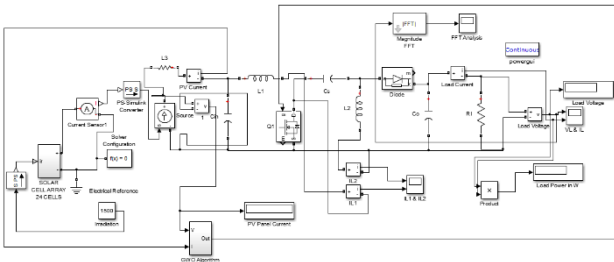 |FFT|
Magnitude
FFT
FFT Analysis
Continuous
powergui
L3
PV Current
PS S
PS-Simulink
Converter
L1
Cs
Diode
Load Current
Load Voltage
Current Sensor1
Source
Cin
L2
Co
R1
Load Voltage
VL & IL
Q1
Solver
Configuration
f(x) = 0
SOLAR
CELL ARRAY
24 CELLS
Electrical Reference
IL2
IL1
IL1 & IL2
Product
Load Power in W
Irradiation
PV Panel Current
V
I
Out
GWO Algorithm